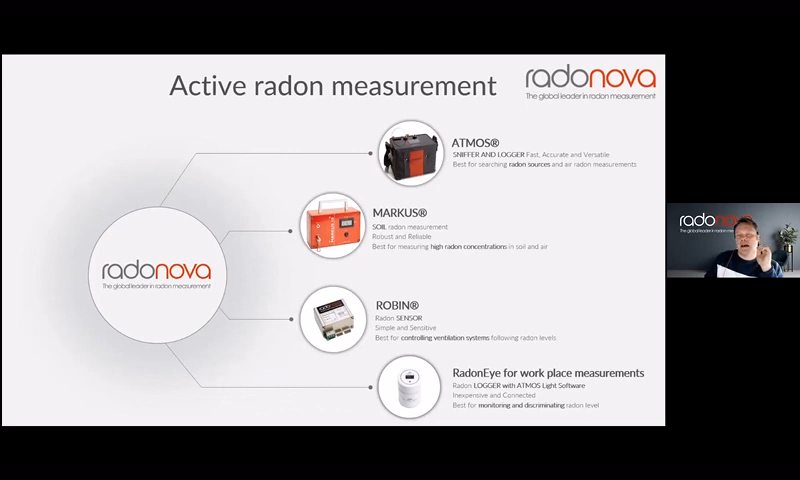 Active radon measurement
radonova
The global leader in radon measurement
ATMOS®
SNIFFER AND LOGGER Fast, Accurate and Versatile
Best for searching radon sources and air radon measurements
MARKUS®
SOIL radon measurement
Robust and Reliable
Best for measuring high radon concentrations in soil and air
radonova
The global leader in radon measurement
ROBIN®
Radon SENSOR
Simple and Sensitive
Best for controlling ventilation systems following radon levels
RadonEye for work place measurements
Radon LOGGER with ATMOS Light Software
Inexpensive and Connected
Best for monitoring and discriminating radon level